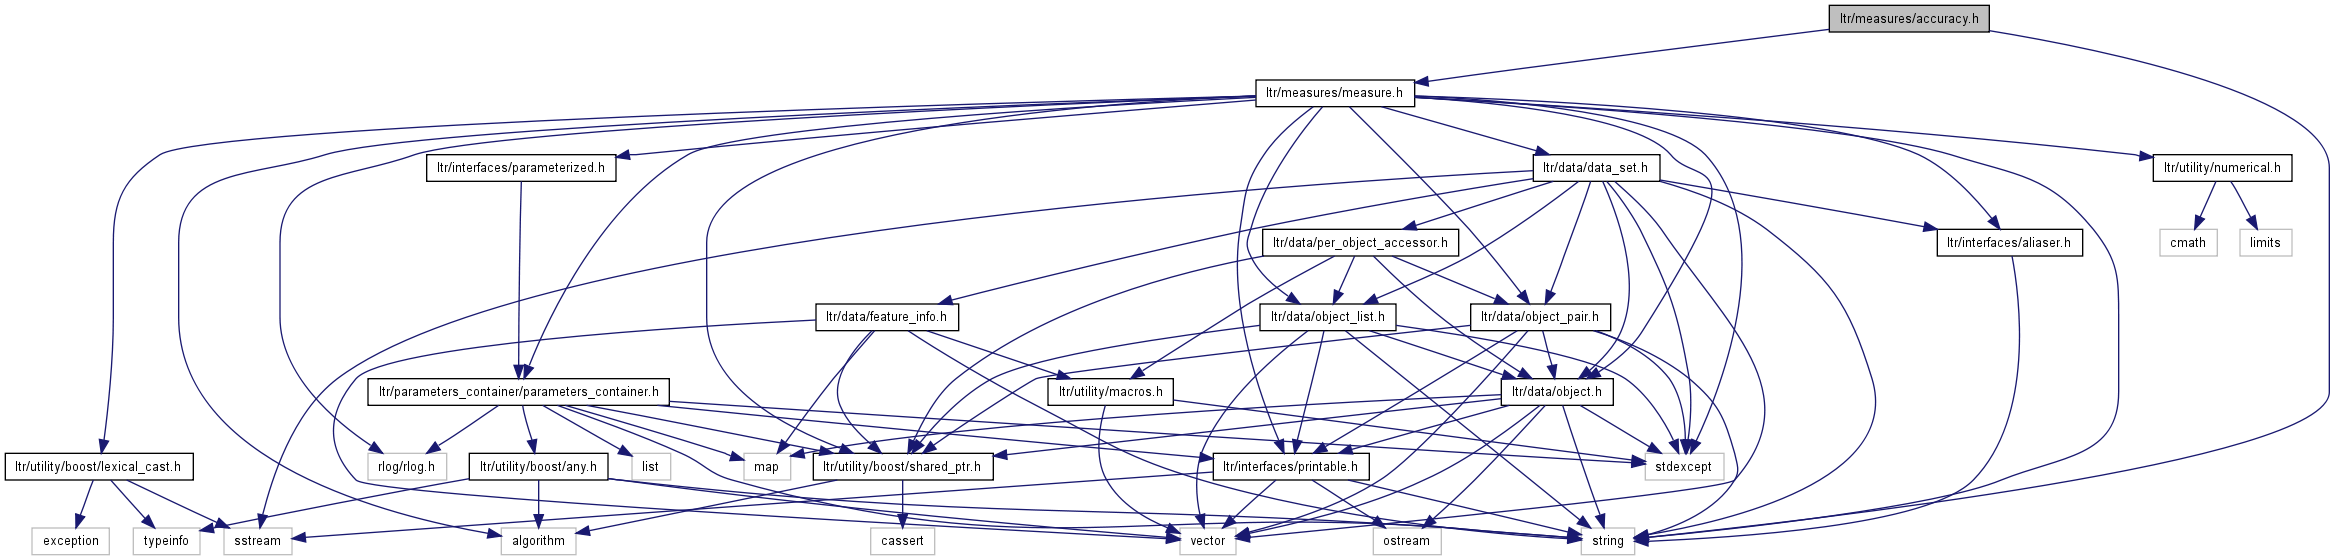 ltr/measures/accuracy.h
ltr/measures/measure.h
ltr/interfaces/parameterized.h
ltr/data/data_set.h
ltr/utility/numerical.h
ltr/data/per_object_accessor.h
ltr/interfaces/aliaser.h
cmath
limits
ltr/data/feature_info.h
ltr/data/object_list.h
ltr/data/object_pair.h
ltr/parameters_container/parameters_container.h
ltr/utility/macros.h
ltr/data/object.h
ltr/utility/boost/lexical_cast.h
rlog/rlog.h
ltr/utility/boost/any.h
list
map
ltr/utility/boost/shared_ptr.h
ltr/interfaces/printable.h
stdexcept
exception
typeinfo
sstream
algorithm
cassert
vector
ostream
string